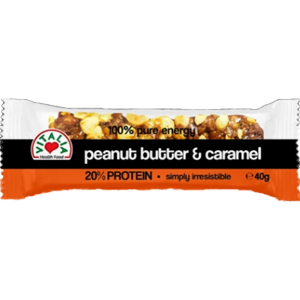 100% pure energy
VITALIA
Health Food
peanut butter & caramel
20% PROTEIN • simply irresistible
e 40g